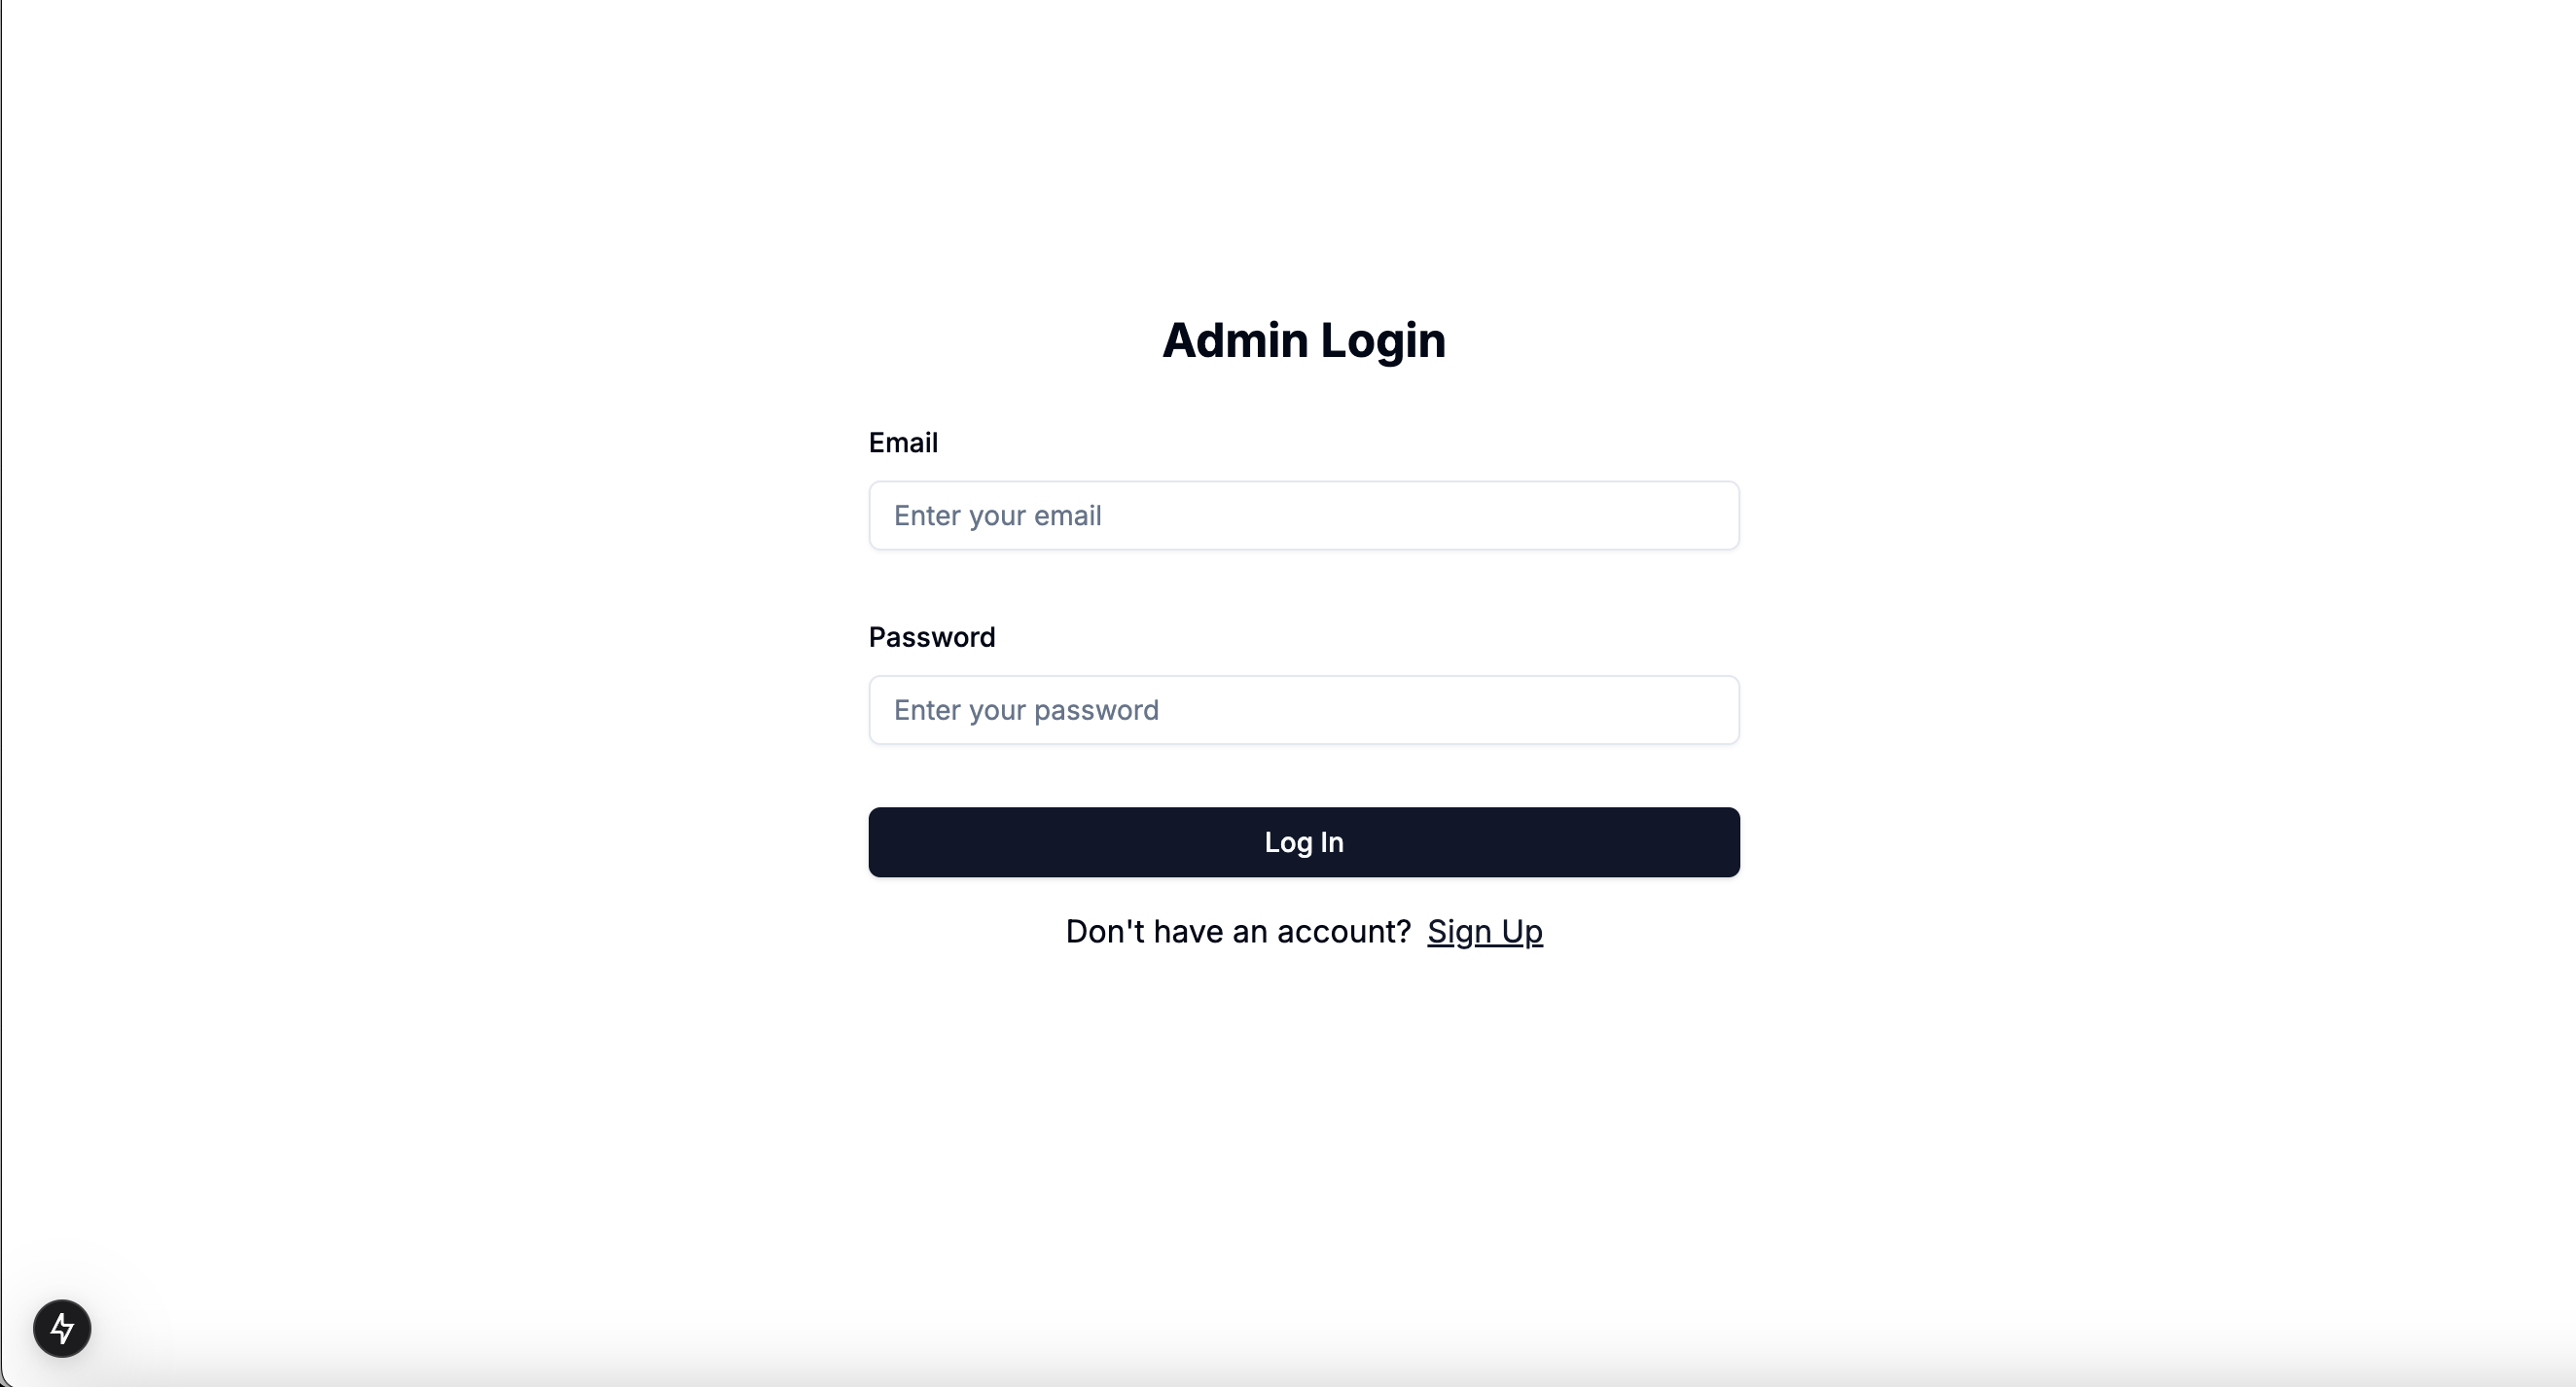 Admin Login
Email
Enter your email
Password
Enter your password
Log In
Don't have an account? Sign Up